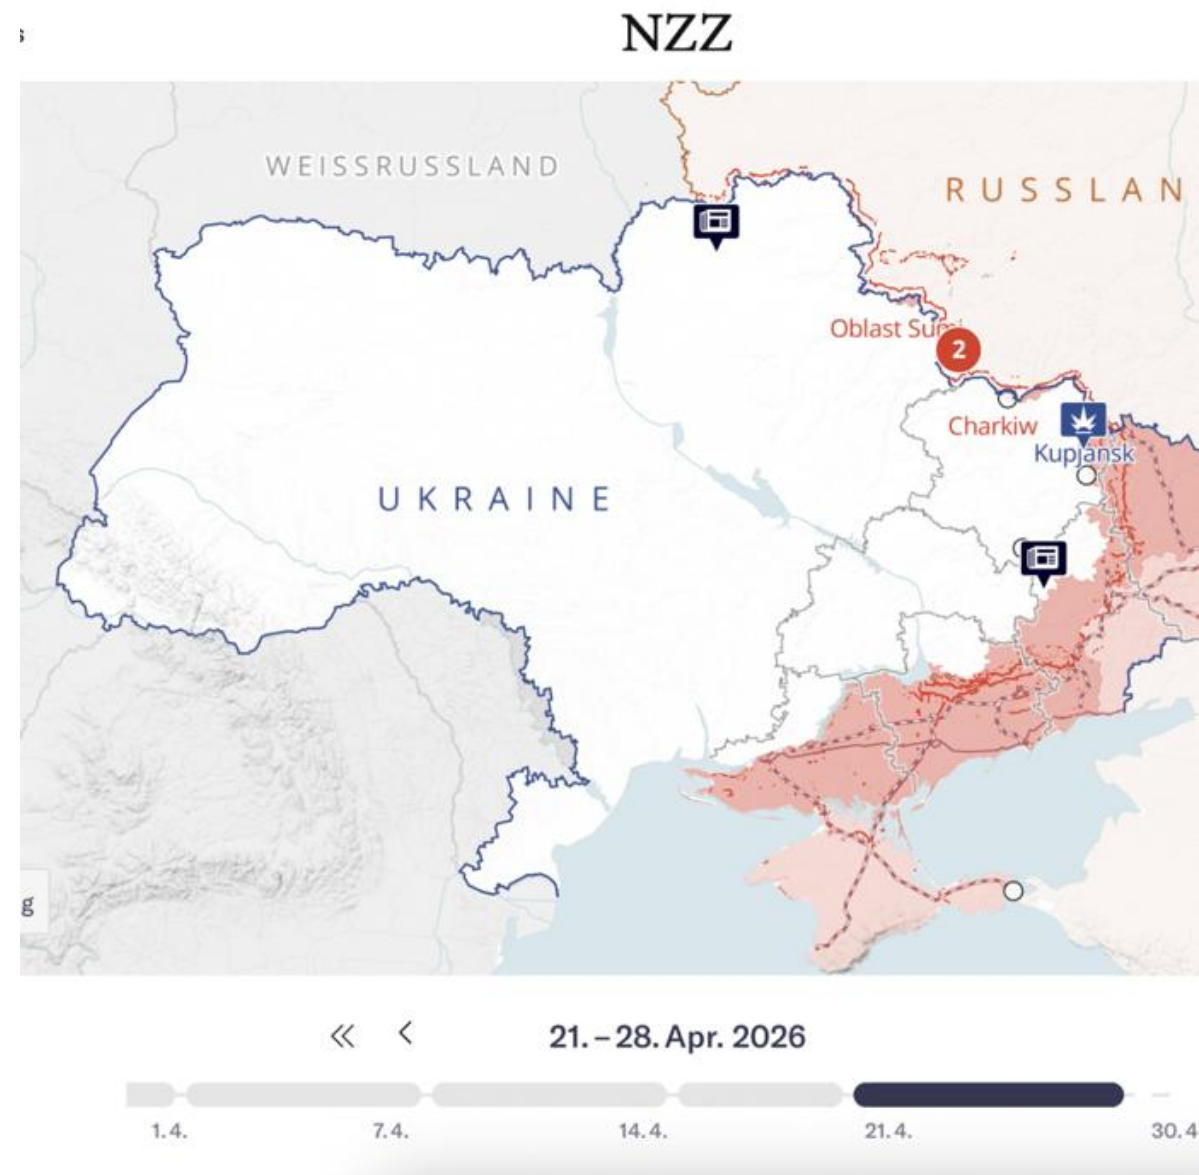 s
NZZ
WEISSRUSSLAND
RUSSLAN
Oblast Sumi
2
Charkiw
Kupjansk
UKRAINE
g
21. – 28. Apr. 2026
1.4.
7.4.
14.4.
21.4.
30.4